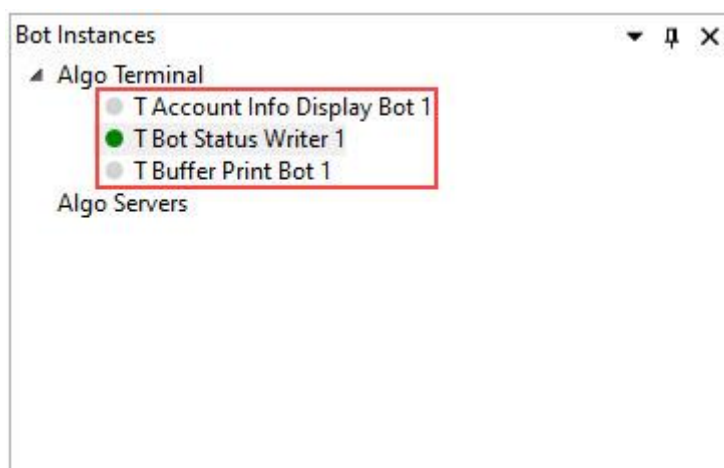 Bot Instances
Algo Terminal
T Account Info Display Bot 1
T Bot Status Writer 1
T Buffer Print Bot 1
Algo Servers